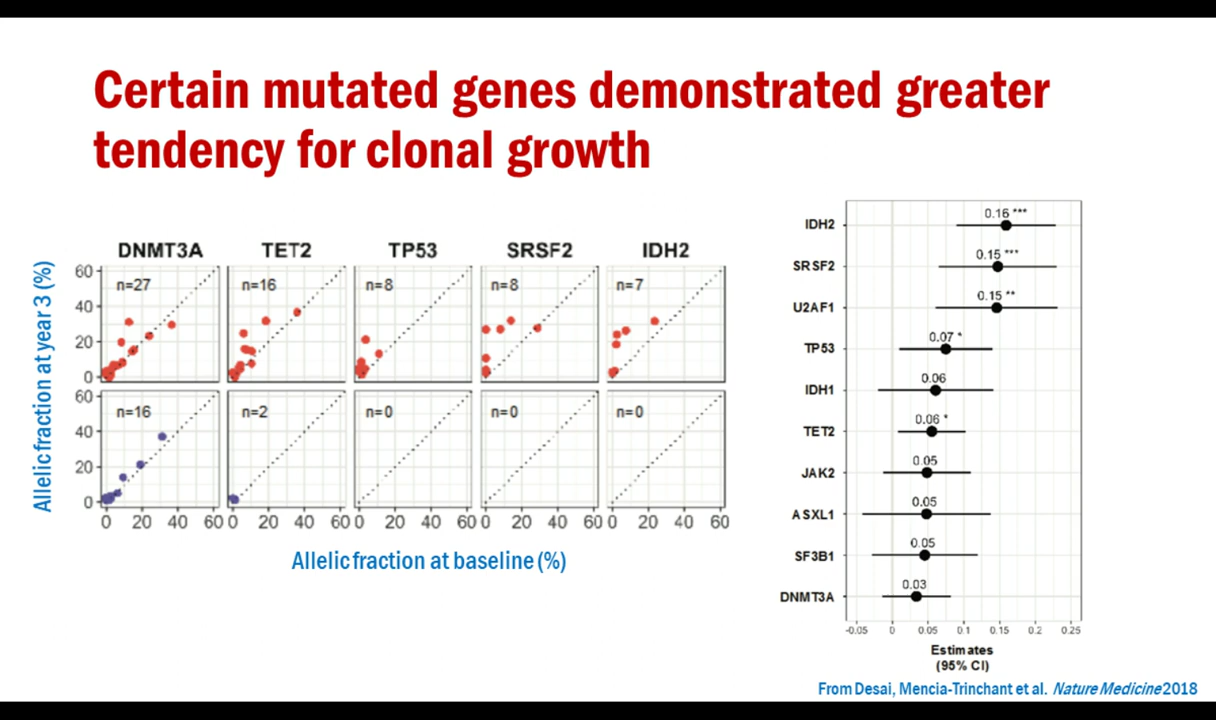 Certain mutated genes demonstrated greater
tendency for clonal growth
DNMT3A TET2 TP53 SRSF2 IDH2
Allelic fraction at year 3 (%)
60
40
20
0
n=27 n=16 n=8 n=8 n=7
60
40
20
0
n=16 n=2 n=0 n=0 n=0
0 20 40 60 0 20 40 60 0 20 40 60 0 20 40 60 0 20 40 60
Allelic fraction at baseline (%)
IDH2 0.16 ***
SRSF2 0.15 ***
U2AF1 0.15 **
TP53 0.07 *
IDH1 0.06
TET2 0.06 *
JAK2 0.05
ASXL1 0.05
SF3B1 0.05
DNMT3A 0.03
-0.05 0 0.05 0.1 0.15 0.2 0.25
Estimates
(95% CI)
From Desai, Mencia-Trinchant et al. Nature Medicine 2018